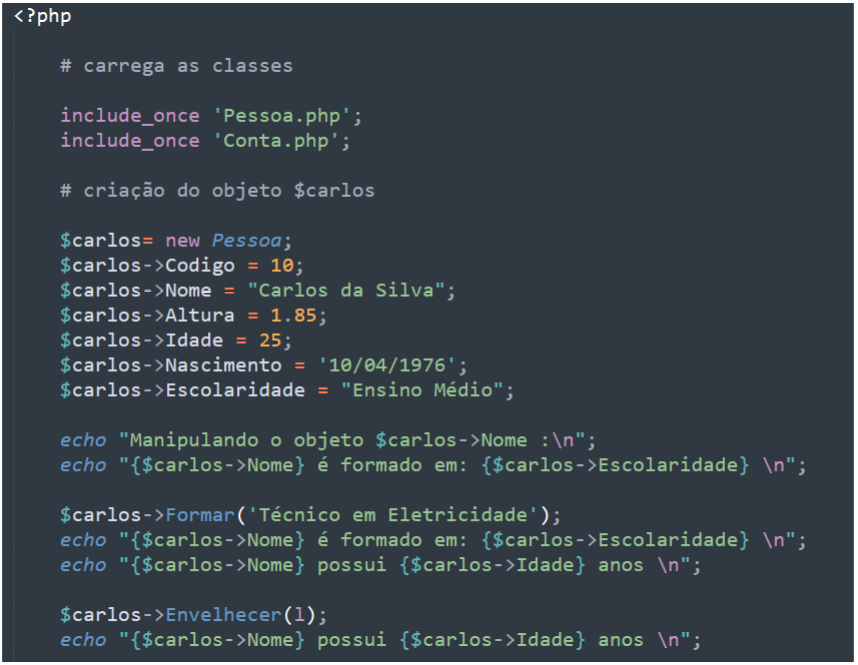 <?php
# carrega as classes
include_once 'Pessoa.php';
include_once 'Conta.php';
# criação do objeto $carlos
$carlos= new Pessoa;
$carlos->Codigo = 10;
$carlos->Nome = "Carlos da Silva";
$carlos->Altura = 1.85;
$carlos->Idade = 25;
$carlos->Nascimento = '10/04/1976';
$carlos->Escolaridade = "Ensino Médio";
echo "Manipulando o objeto $carlos->Nome :\n";
echo "{$carlos->Nome} é formado em: {$carlos->Escolaridade} \n";
$carlos->Formar('Técnico em Eletricidade');
echo "{$carlos->Nome} é formado em: {$carlos->Escolaridade} \n";
echo "{$carlos->Nome} possui {$carlos->Idade} anos \n";
$carlos->Envelhecer(l);
echo "{$carlos->Nome} possui {$carlos->Idade} anos \n";